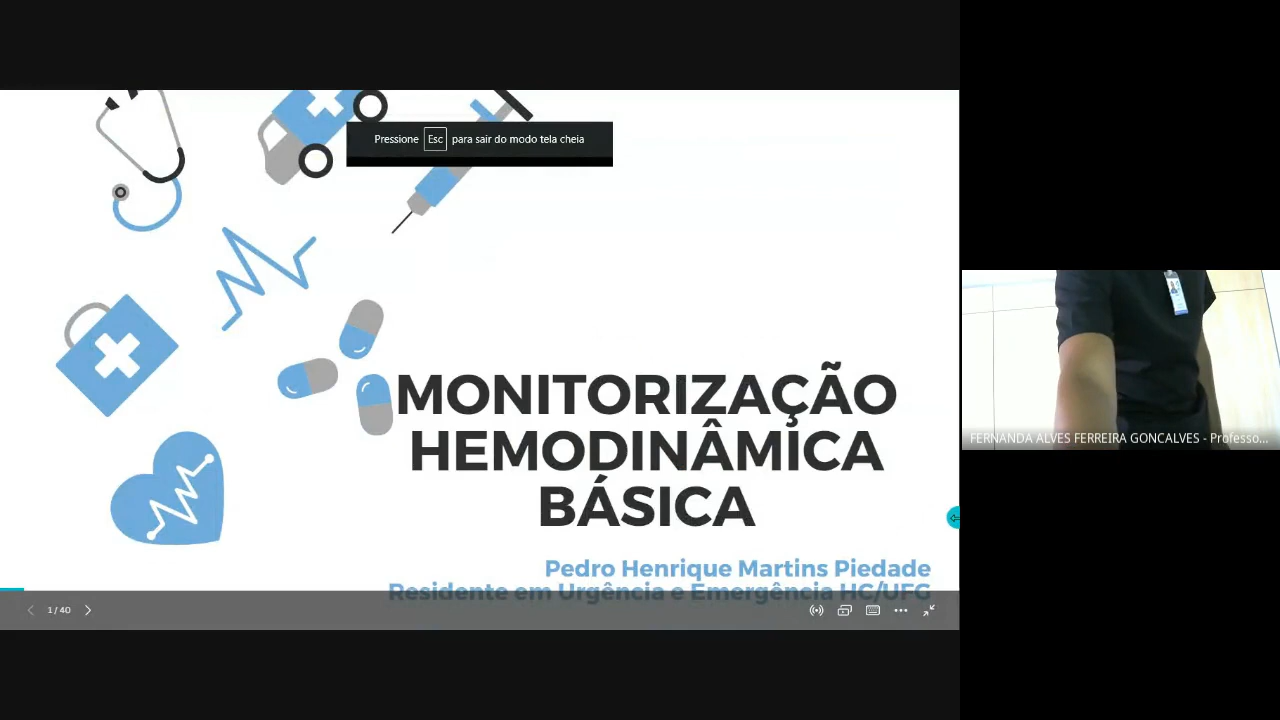 Pressione Esc para sair do modo tela cheia
MONITORIZAÇÃO
HEMODINÂMICA
BÁSICA
Pedro Henrique Martins Piedade
Residente em Urgência e Emergência HC/UFG
1 / 40
FERNANDA ALVES FERREIRA GONCALVES - Professo...